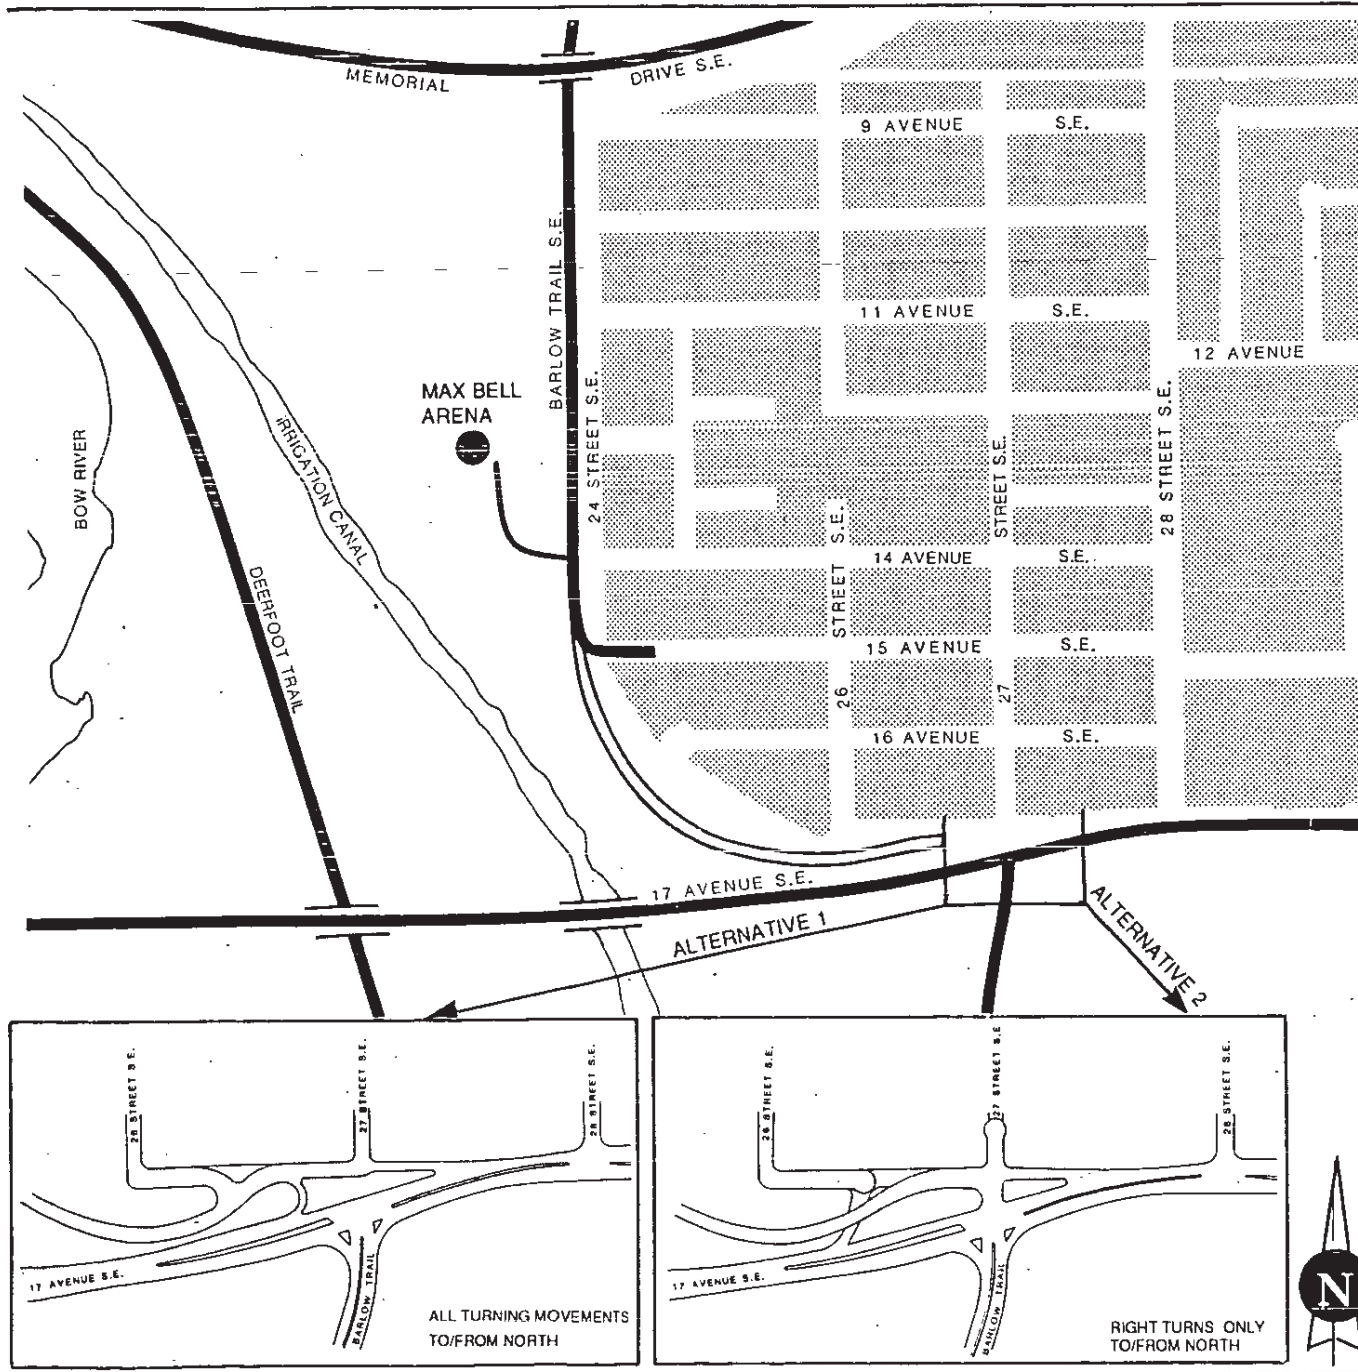 MEMORIAL
DRIVE S.E.
9 AVENUE S.E.
BARLOW TRAIL S.E.
11 AVENUE S.E.
12 AVENUE
MAX BELL
ARENA
24 STREET S.E.
28 STREET S.E.
BOW RIVER
IRRIGATION CANAL
26 STREET S.E.
27 STREET S.E.
14 AVENUE S.E.
DEERFOOT TRAIL
15 AVENUE S.E.
16 AVENUE S.E.
17 AVENUE S.E.
ALTERNATIVE 1
ALTERNATIVE 2
26 STREET S.E.
27 STREET S.E.
28 STREET S.E.
17 AVENUE S.E.
BARLOW TRAIL
ALL TURNING MOVEMENTS
TO/FROM NORTH
26 STREET S.E.
27 STREET S.E
28 STREET S.E.
17 AVENUE S.E.
BARLOW TRAIL
RIGHT TURNS ONLY
TO/FROM NORTH
N